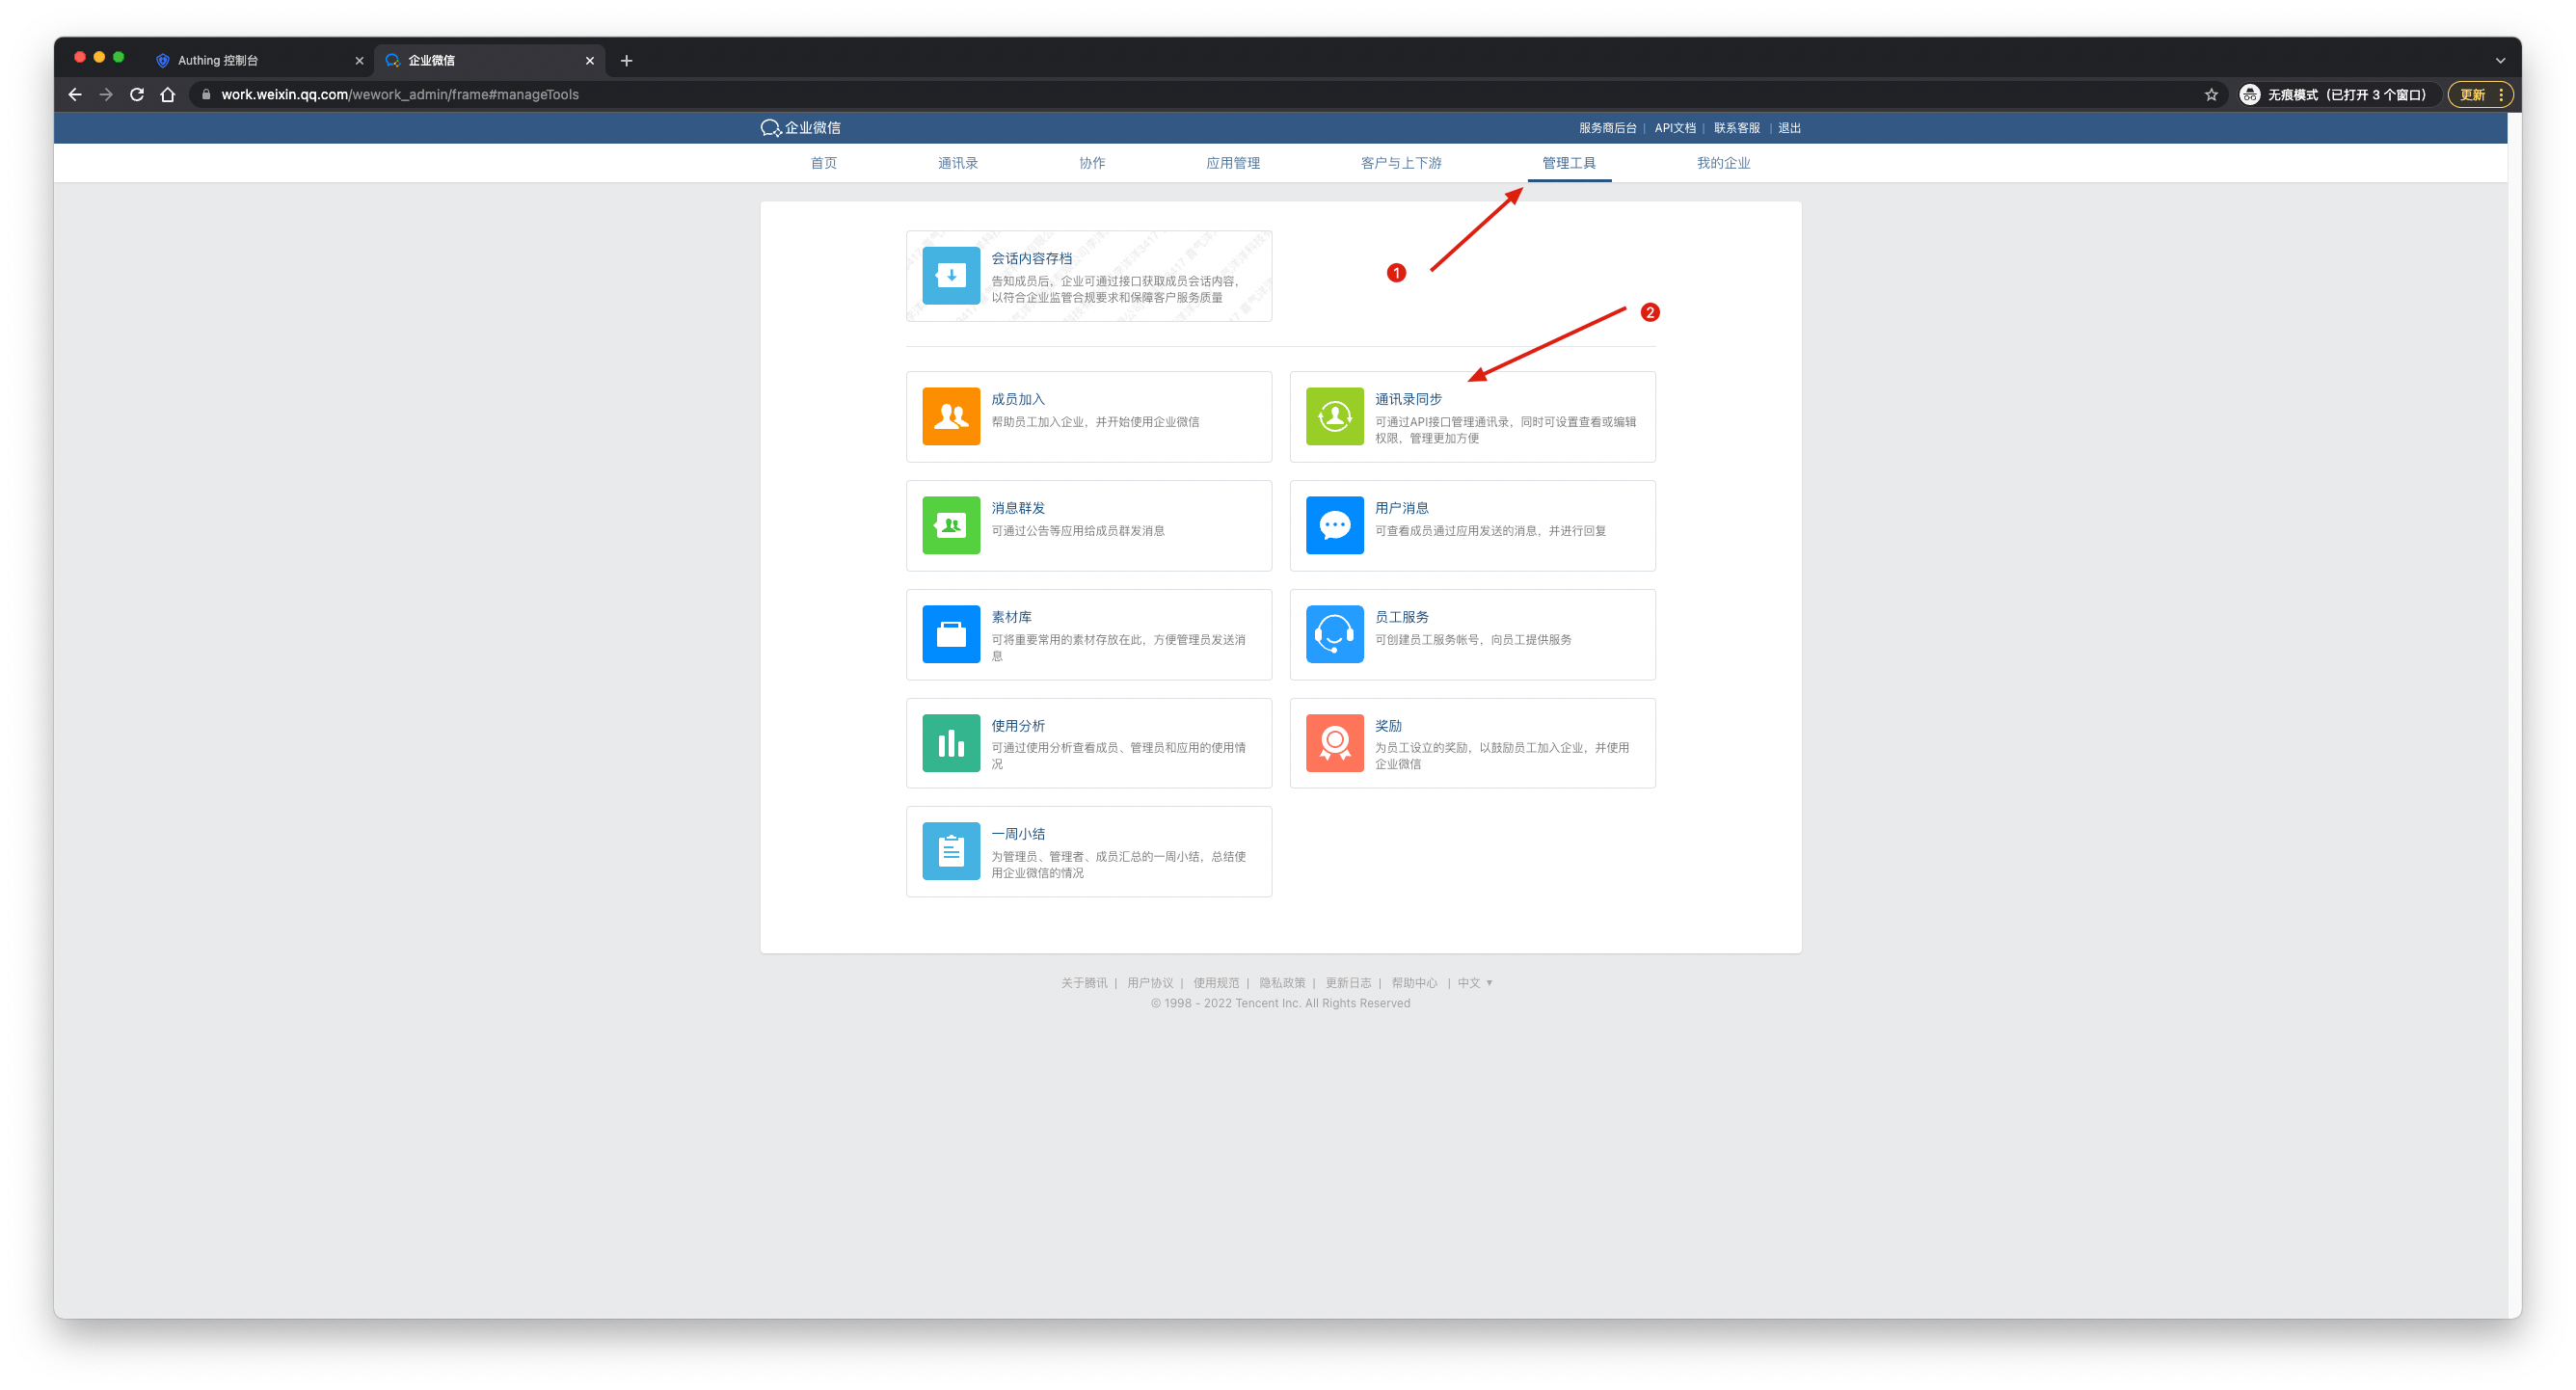 Authing 控制台
企业微信
work.weixin.qq.com/wework_admin/frame#manageTools
无痕模式（已打开 3 个窗口）
更新
企业微信
服务商后台 | API文档 | 联系客服 | 退出
首页
通讯录
协作
应用管理
客户与上下游
管理工具
我的企业
1
2
会话内容存档
告知成员后，企业可通过接口获取成员会话内容，
以符合企业监管合规要求和保障客户服务质量
成员加入
帮助员工加入企业，并开始使用企业微信
通讯录同步
可通过API接口管理通讯录，同时可设置查看或编辑
权限，管理更加方便
消息群发
可通过公告等应用给成员群发消息
用户消息
可查看成员通过应用发送的消息，并进行回复
素材库
可将重要常用的素材存放在此，方便管理员发送消
息
员工服务
可创建员工服务帐号，向员工提供服务
使用分析
可通过使用分析查看成员、管理员和应用的使用情
况
奖励
为员工设立的奖励，以鼓励员工加入企业，并使用
企业微信
一周小结
为管理员、管理者、成员汇总的一周小结，总结使
用企业微信的情况
关于腾讯 | 用户协议 | 使用规范 | 隐私政策 | 更新日志 | 帮助中心 | 中文
© 1998 - 2022 Tencent Inc. All Rights Reserved